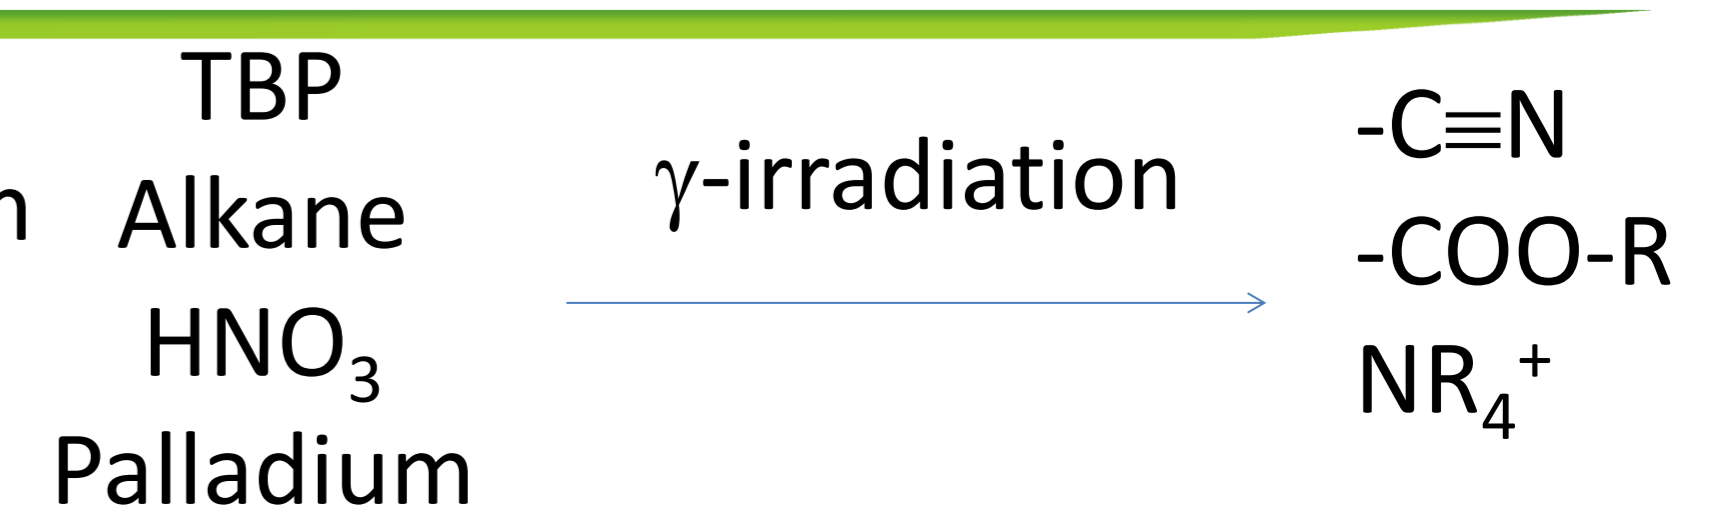 TBP
Alkane
HNO₃
Palladium
γ-irradiation
-C≡N
-COO-R
NR₄⁺